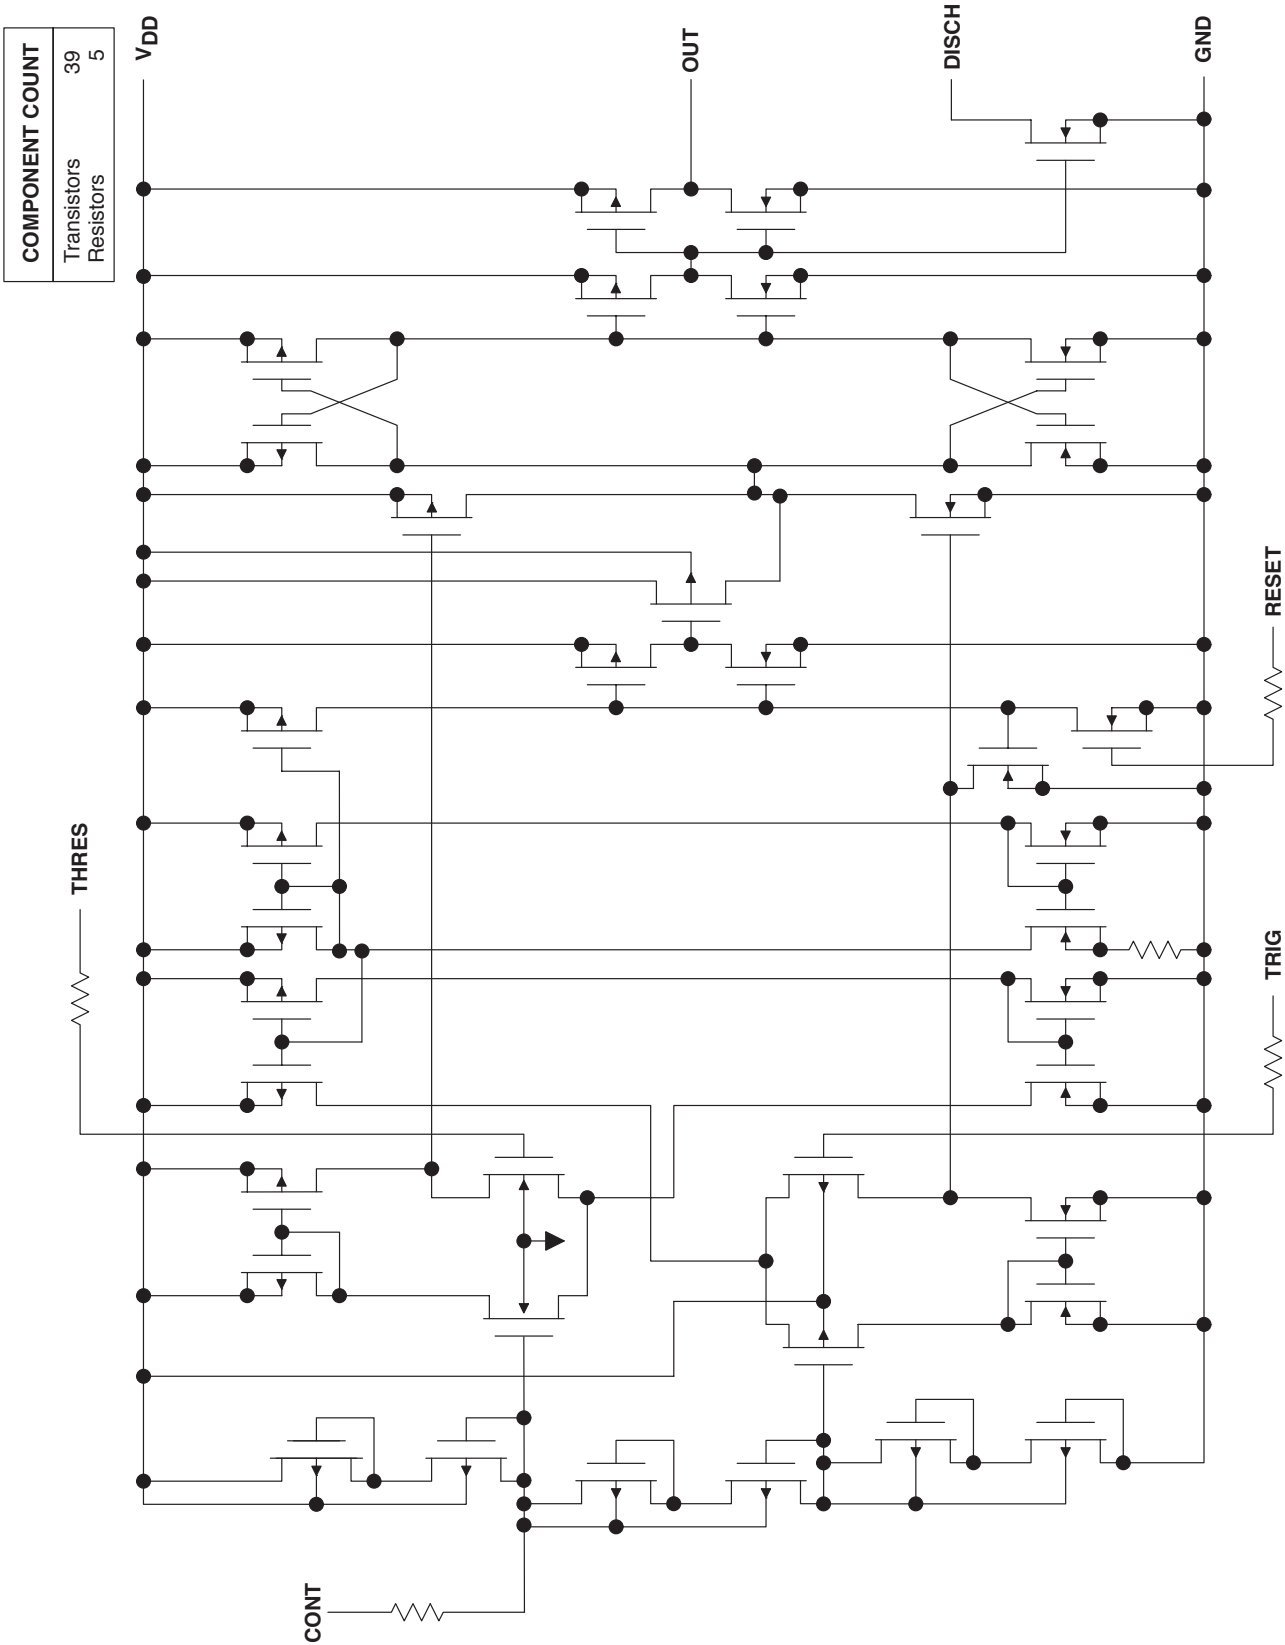 COMPONENT COUNT
Transistors 39
Resistors 5
VDD
OUT
DISCH
GND
RESET
THRES
TRIG
CONT